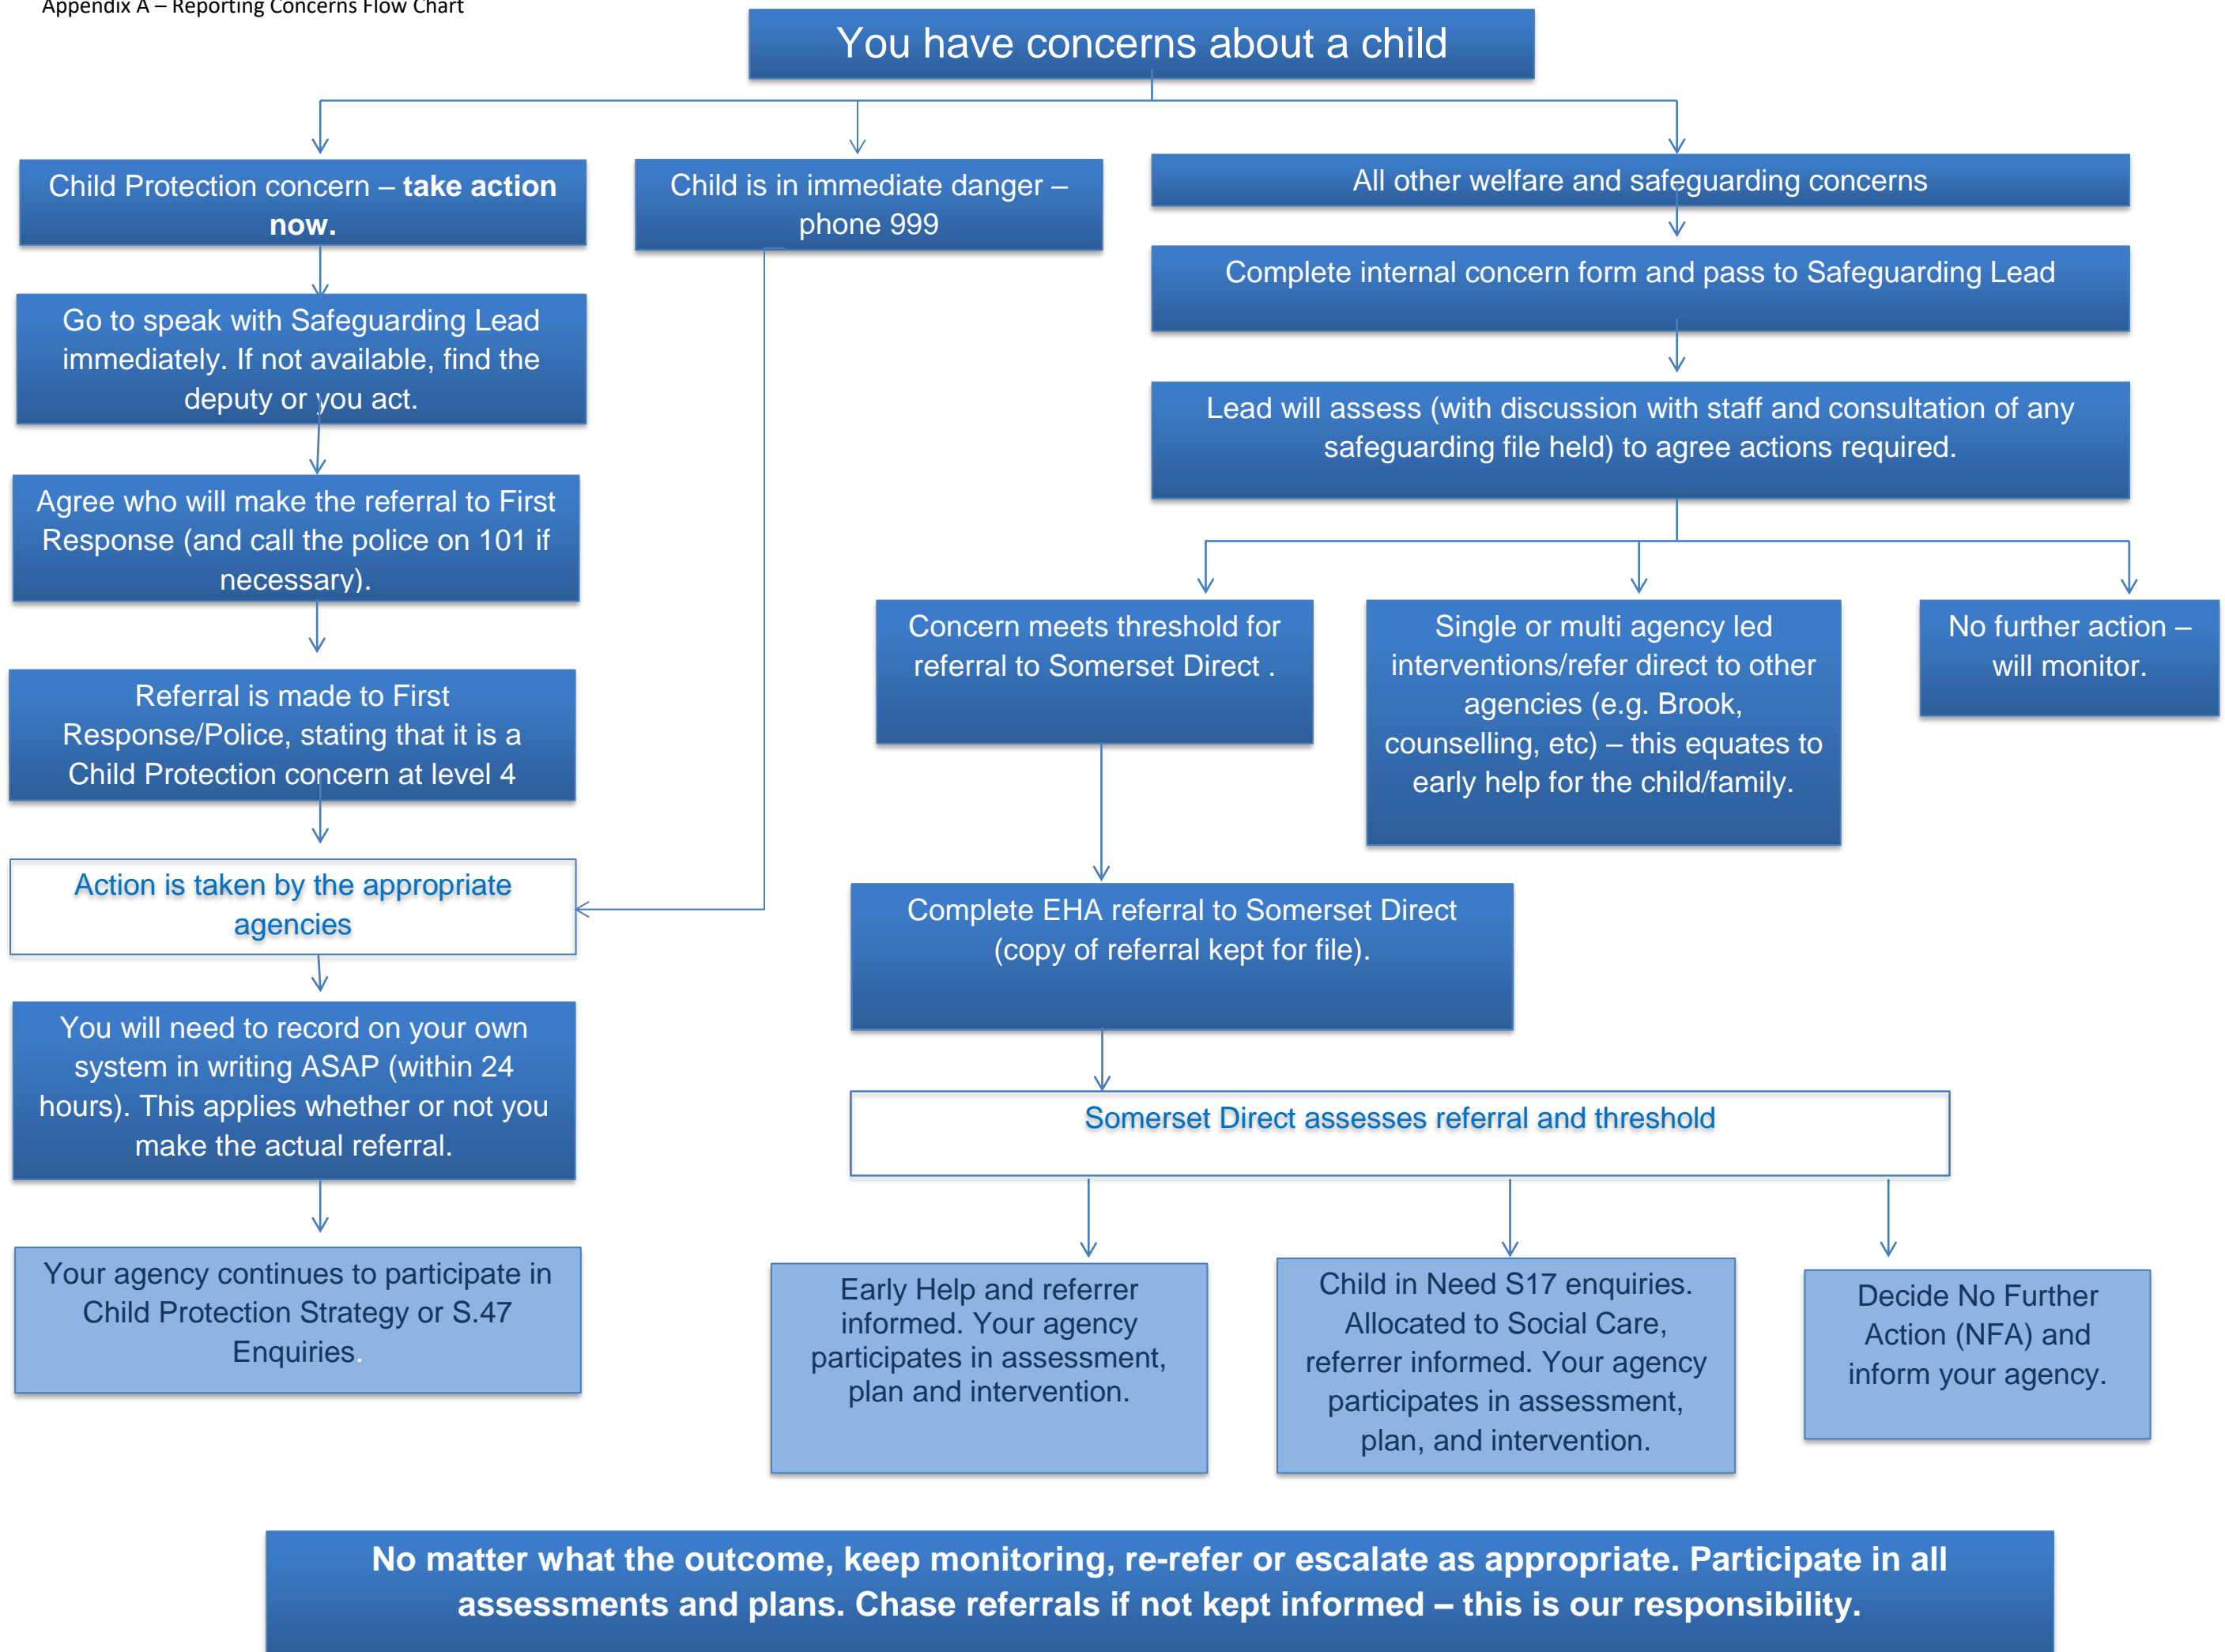 Appendix A – Reporting Concerns Flow Chart
You have concerns about a child
Child Protection concern – take action
now.
Child is in immediate danger –
phone 999
All other welfare and safeguarding concerns
Go to speak with Safeguarding Lead
immediately. If not available, find the
deputy or you act.
Complete internal concern form and pass to Safeguarding Lead
Lead will assess (with discussion with staff and consultation of any
safeguarding file held) to agree actions required.
Agree who will make the referral to First
Response (and call the police on 101 if
necessary).
Referral is made to First
Response/Police, stating that it is a
Child Protection concern at level 4
Concern meets threshold for
referral to Somerset Direct .
Single or multi agency led
interventions/refer direct to other
agencies (e.g. Brook,
counselling, etc) – this equates to
early help for the child/family.
No further action –
will monitor.
Action is taken by the appropriate
agencies
Complete EHA referral to Somerset Direct
(copy of referral kept for file).
You will need to record on your own
system in writing ASAP (within 24
hours). This applies whether or not you
make the actual referral.
Somerset Direct assesses referral and threshold
Your agency continues to participate in
Child Protection Strategy or S.47
Enquiries.
Early Help and referrer
informed. Your agency
participates in assessment,
plan and intervention.
Child in Need S17 enquiries.
Allocated to Social Care,
referrer informed. Your agency
participates in assessment,
plan, and intervention.
Decide No Further
Action (NFA) and
inform your agency.
No matter what the outcome, keep monitoring, re-refer or escalate as appropriate. Participate in all
assessments and plans. Chase referrals if not kept informed – this is our responsibility.